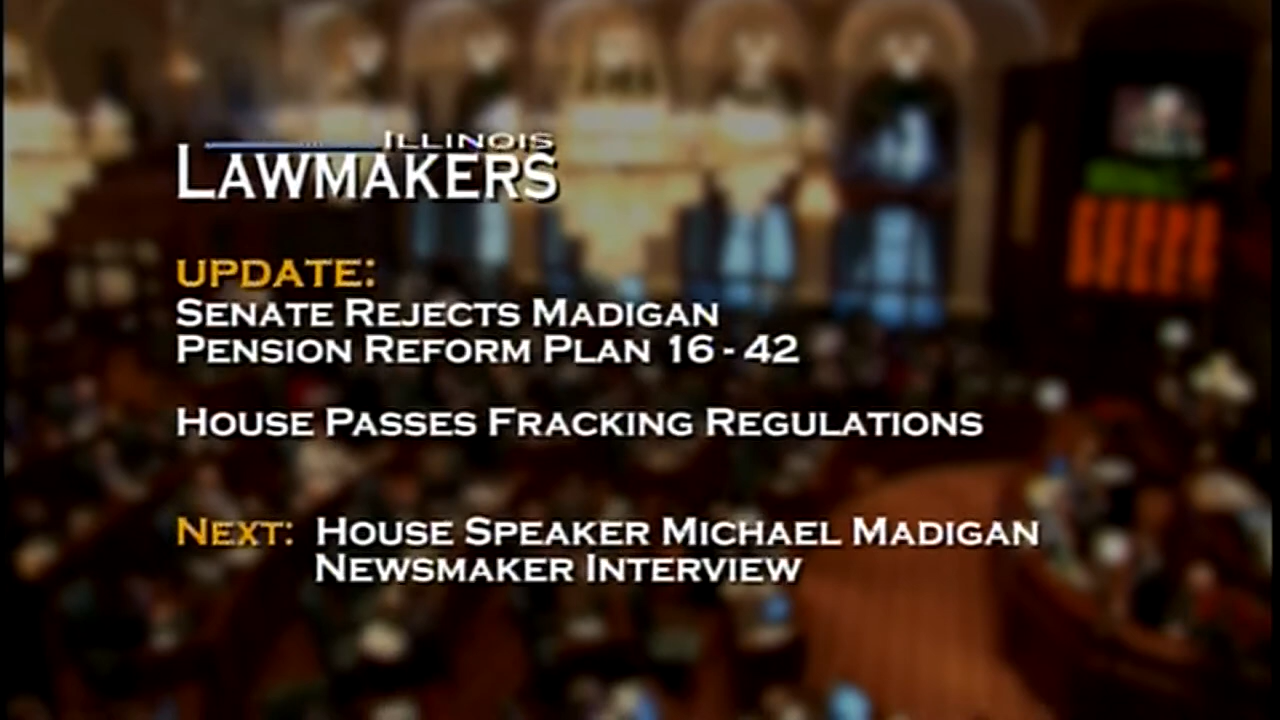 Illinois
Lawmakers
UPDATE:
Senate Rejects Madigan
Pension Reform Plan 16 - 42
House Passes Fracking Regulations
Next: House Speaker Michael Madigan
Newsmaker Interview